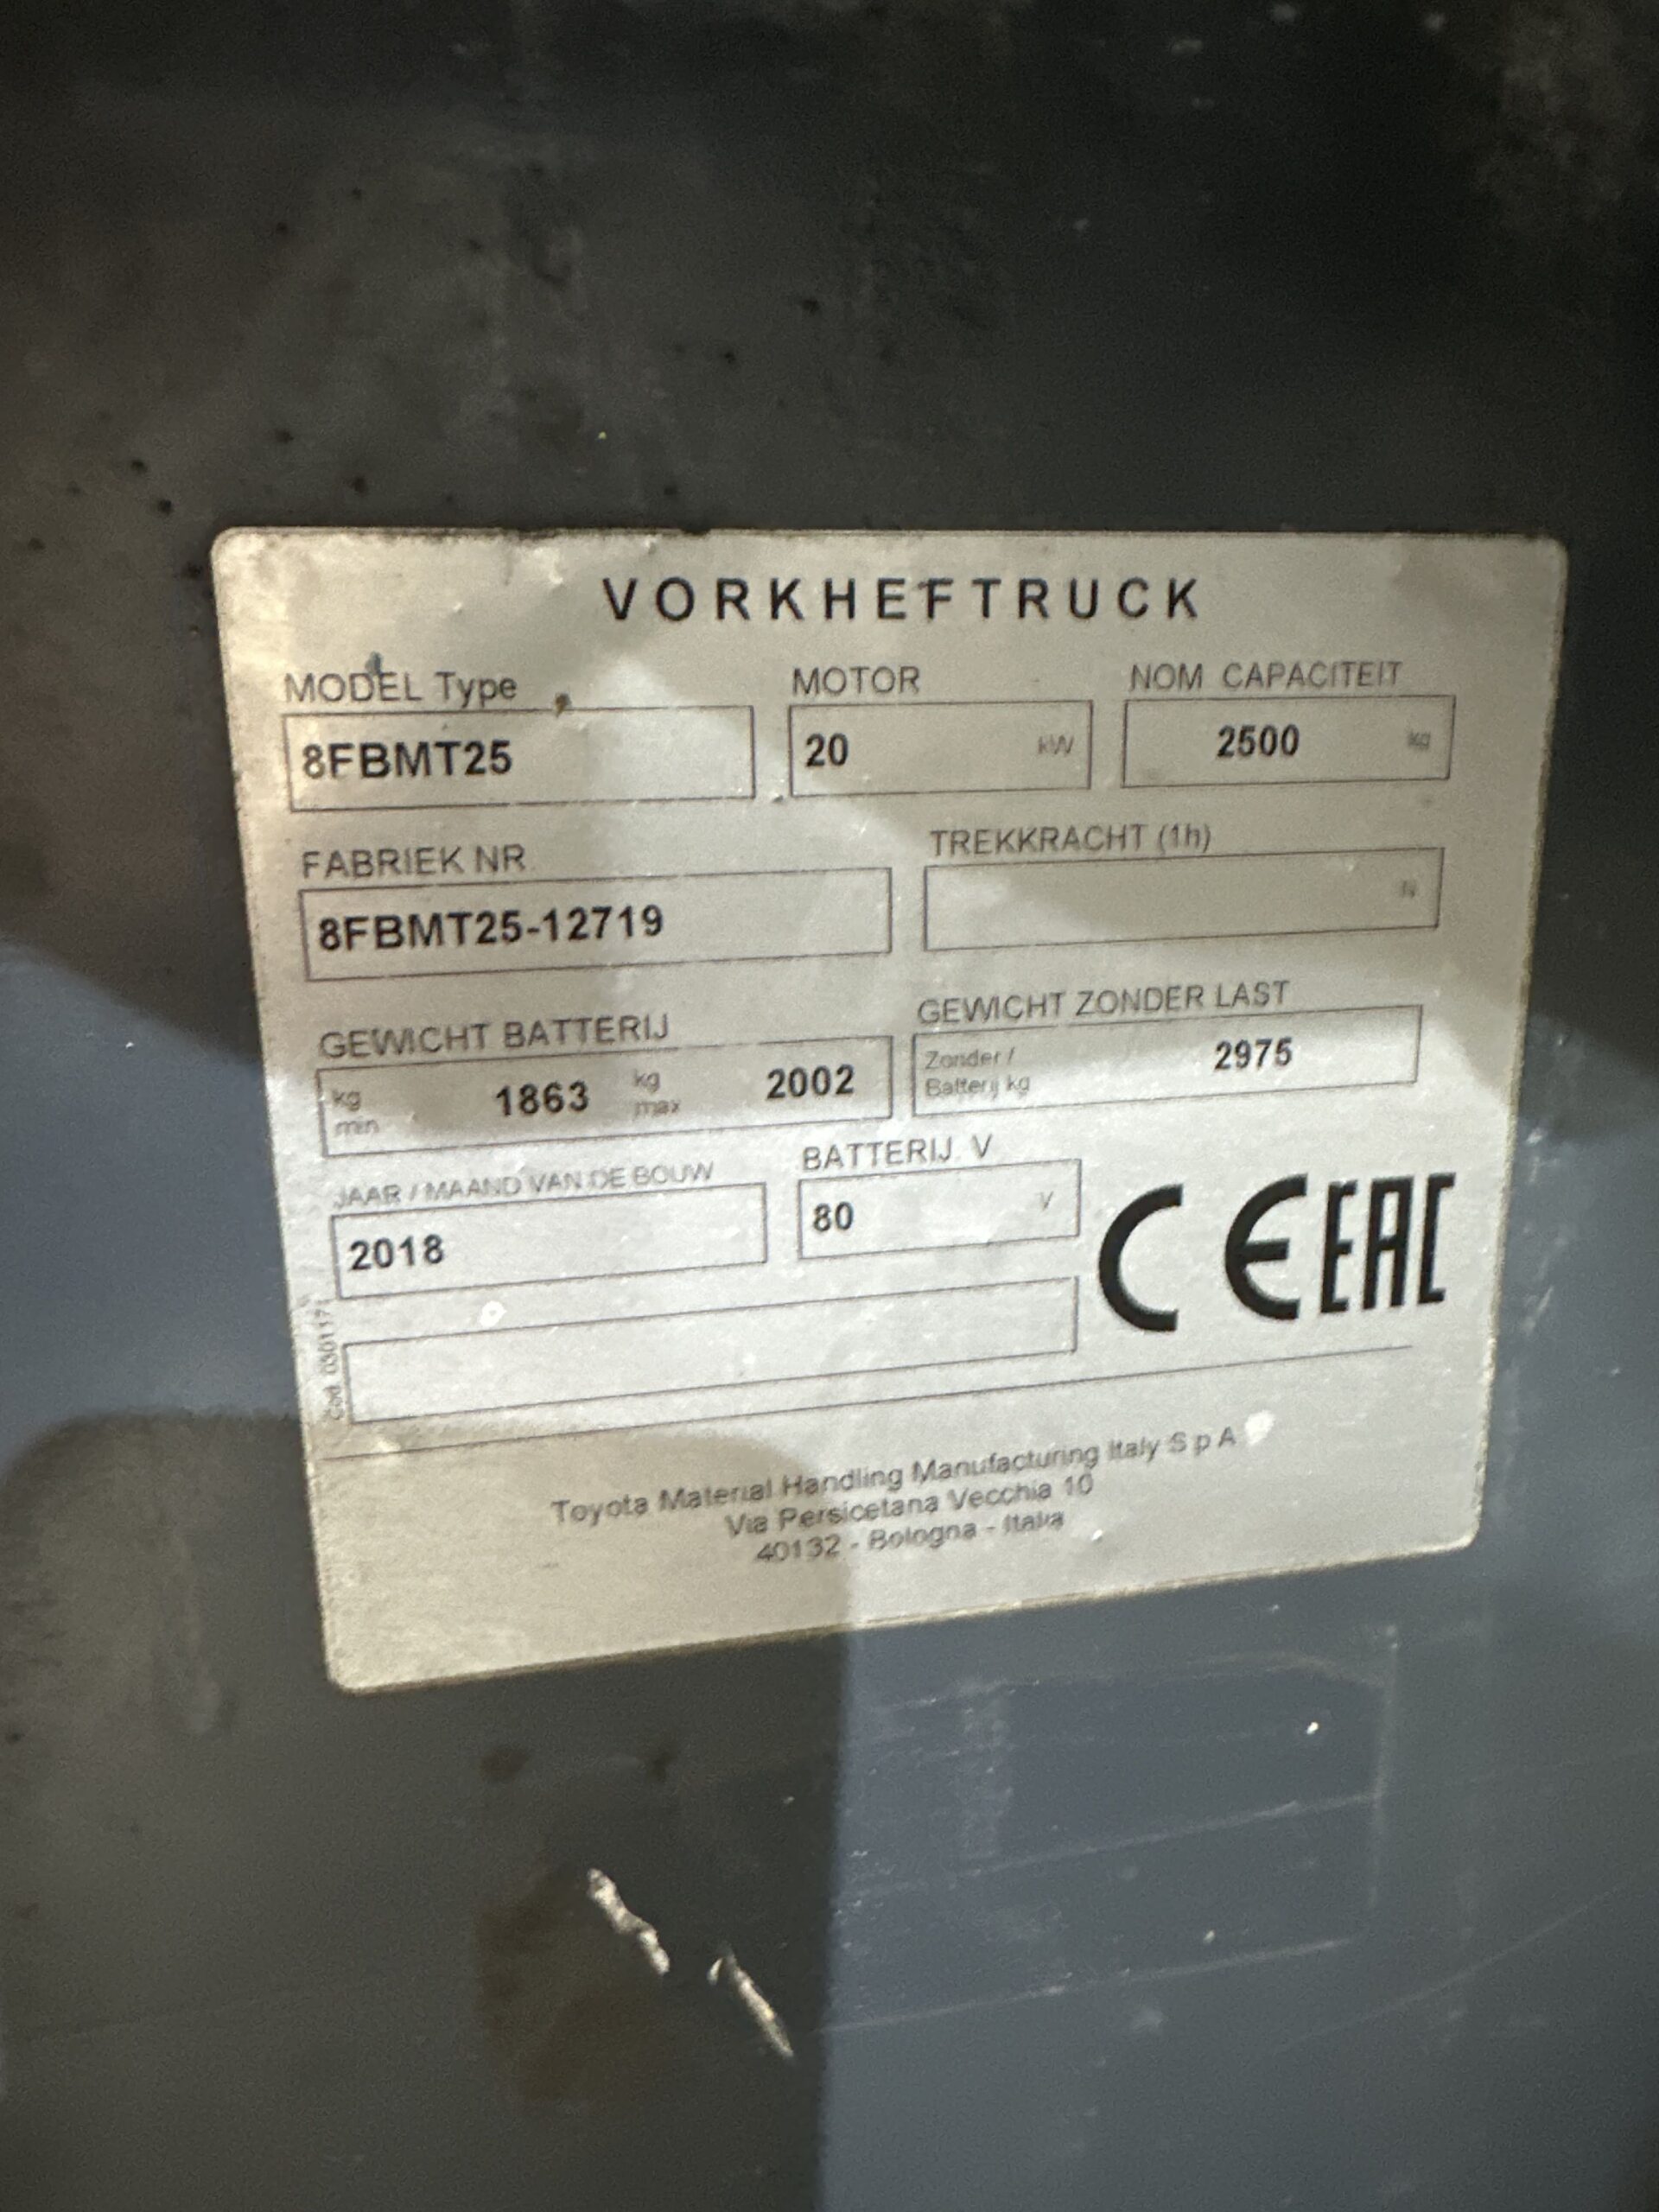 VORKHEFTRUCK
MODEL Type MOTOR NOM CAPACITEIT
8FBMT25 20 kW 2500 kg
FABRIEK NR TREKKRACHT (1h)
8FBMT25-12719 N
GEWICHT BATTERIJ GEWICHT ZONDER LAST
kg min 1863 kg max 2002 Zonder / Batterij kg 2975
JAAR / MAAND VAN DE BOUW BATTERIJ V
2018 80 V
CE EAC
Cod. 030117
Toyota Material Handling Manufacturing Italy S p A
Via Persicetana Vecchia 10
40132 - Bologna - Italia